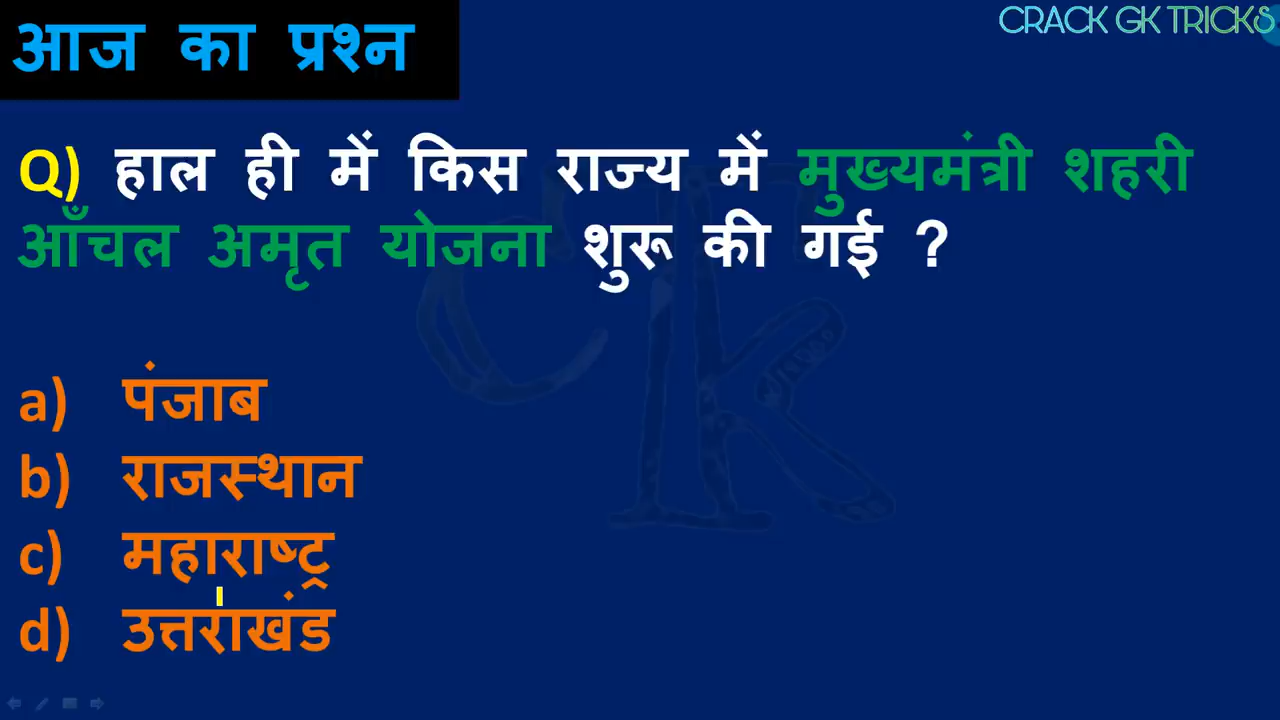 आज का प्रश्न
CRACK GK TRICKS
Q) हाल ही में किस राज्य में मुख्यमंत्री शहरी
आँचल अमृत योजना शुरू की गई ?
a) पंजाब
b) राजस्थान
c) महाराष्ट्र
d) उत्तराखंड